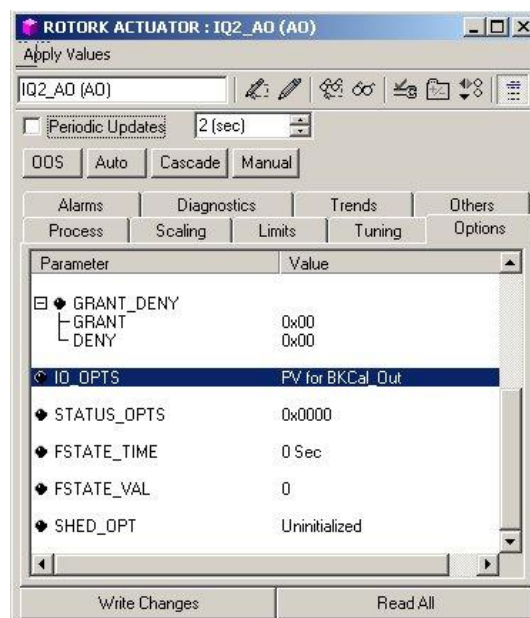 ROTORK ACTUATOR : IQ2_AO (AO)
Apply Values
IQ2_AO (AO)
Periodic Updates 2 (sec)
OOS Auto Cascade Manual
Alarms Diagnostics Trends Others
Process Scaling Limits Tuning Options
Parameter Value
GRANT_DENY
GRANT 0x00
DENY 0x00
IO_OPTS PV for BKCal_Out
STATUS_OPTS 0x0000
FSTATE_TIME 0 Sec
FSTATE_VAL 0
SHED_OPT Uninitialized
Write Changes Read All